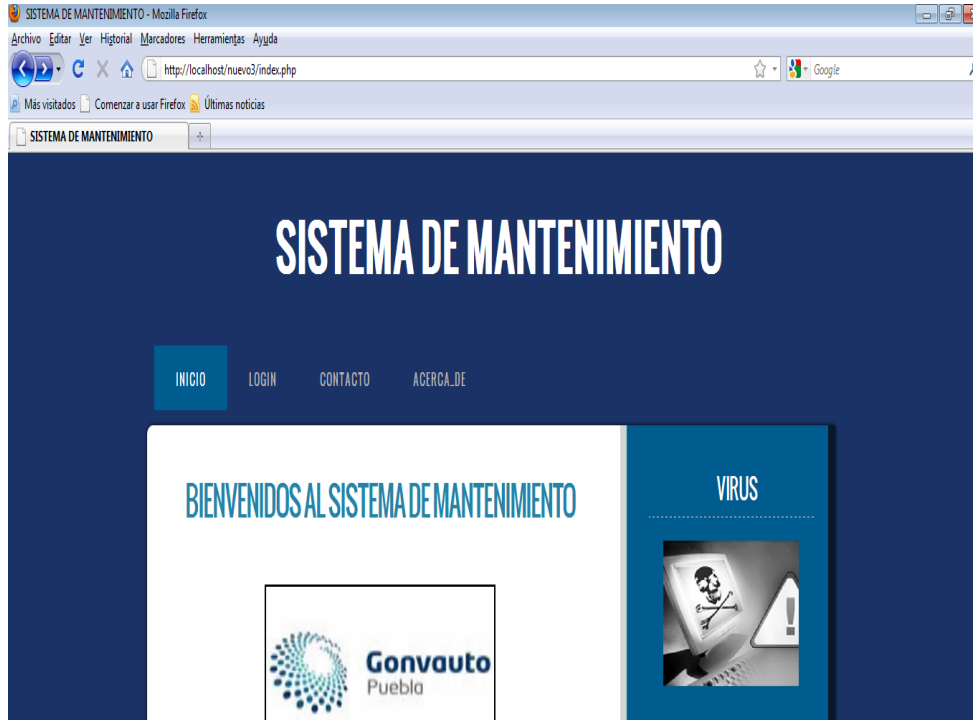 SISTEMA DE MANTENIMIENTO - Mozilla Firefox
Archivo Editar Ver Historial Marcadores Herramientas Ayuda
http://localhost/nuevo3/index.php
Google
Más visitados Comenzar a usar Firefox Últimas noticias
SISTEMA DE MANTENIMIENTO
SISTEMA DE MANTENIMIENTO
INICIO LOGIN CONTACTO ACERCA_DE
BIENVENIDOS AL SISTEMA DE MANTENIMIENTO
VIRUS
Gonvauto
Puebla